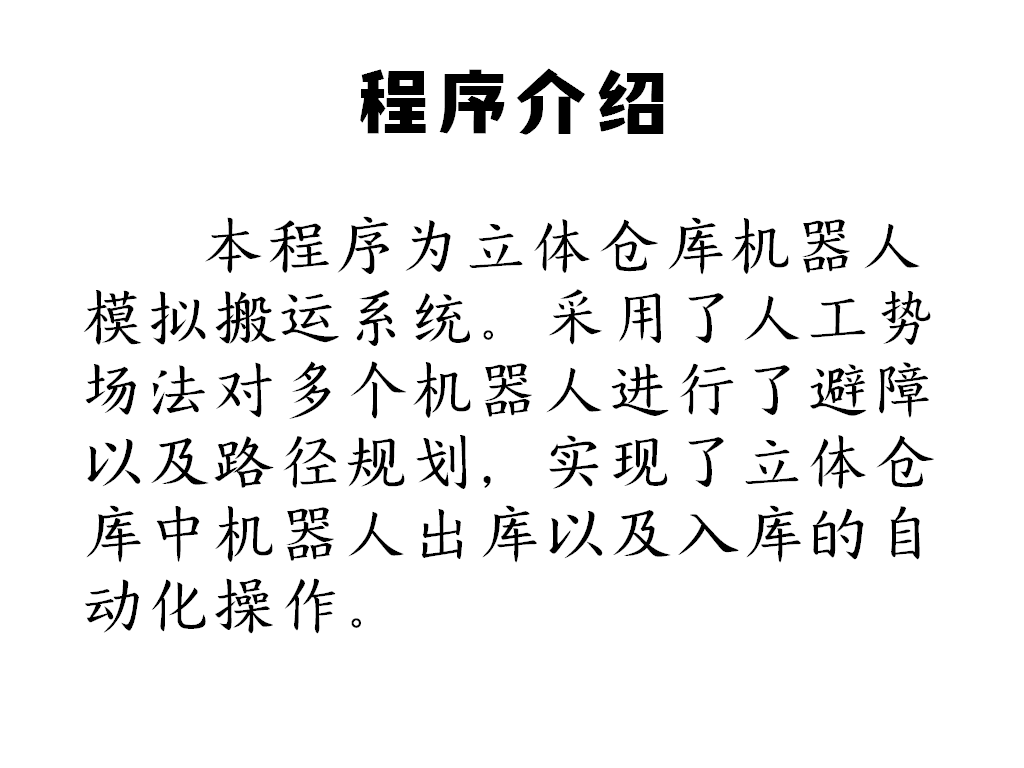 程序介绍
本程序为立体仓库机器人
模拟搬运系统。采用了人工势
场法对多个机器人进行了避障
以及路径规划，实现了立体仓
库中机器人出库以及入库的自
动化操作。